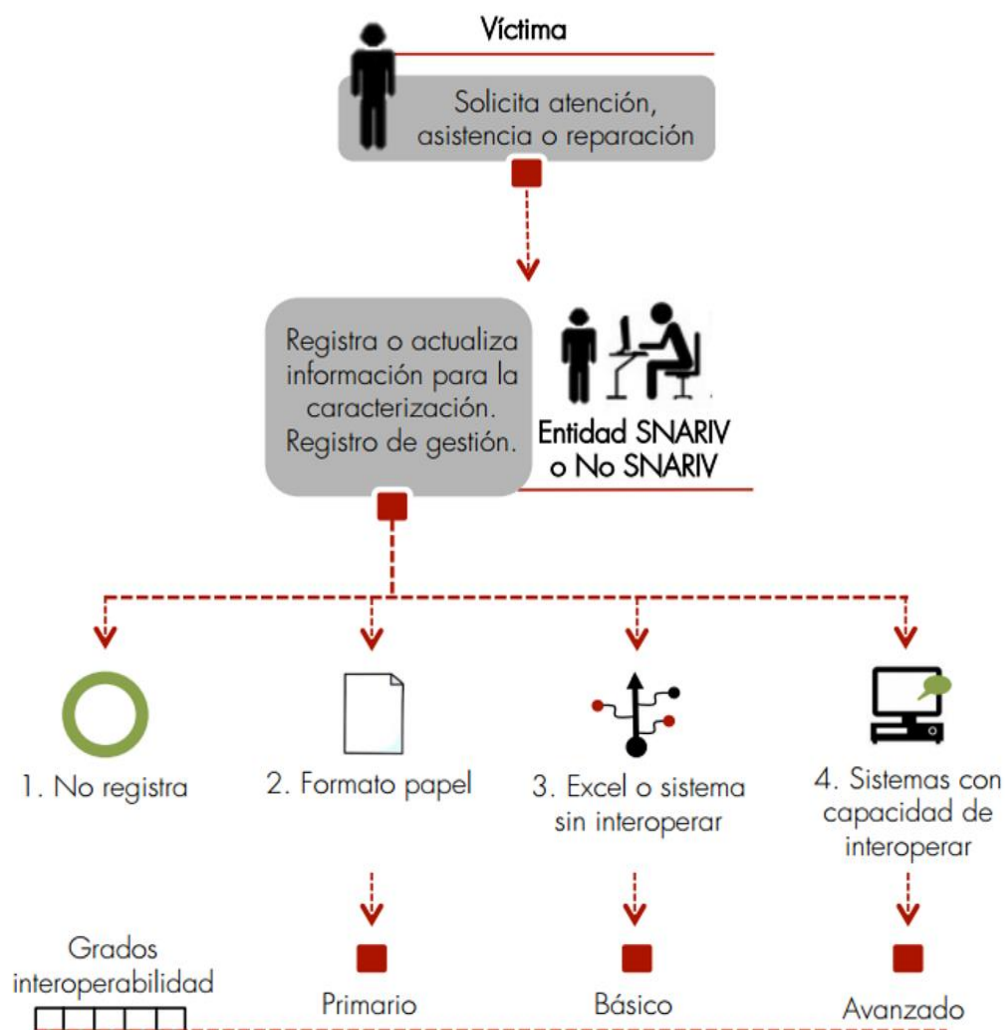 Víctima
Solicita atención,
asistencia o reparación
Registra o actualiza
información para la
caracterización.
Registro de gestión.
Entidad SNARIV
o No SNARIV
1. No registra
2. Formato papel
3. Excel o sistema
sin interoperar
4. Sistemas con
capacidad de
interoperar
Grados
interoperabilidad
Primario
Básico
Avanzado